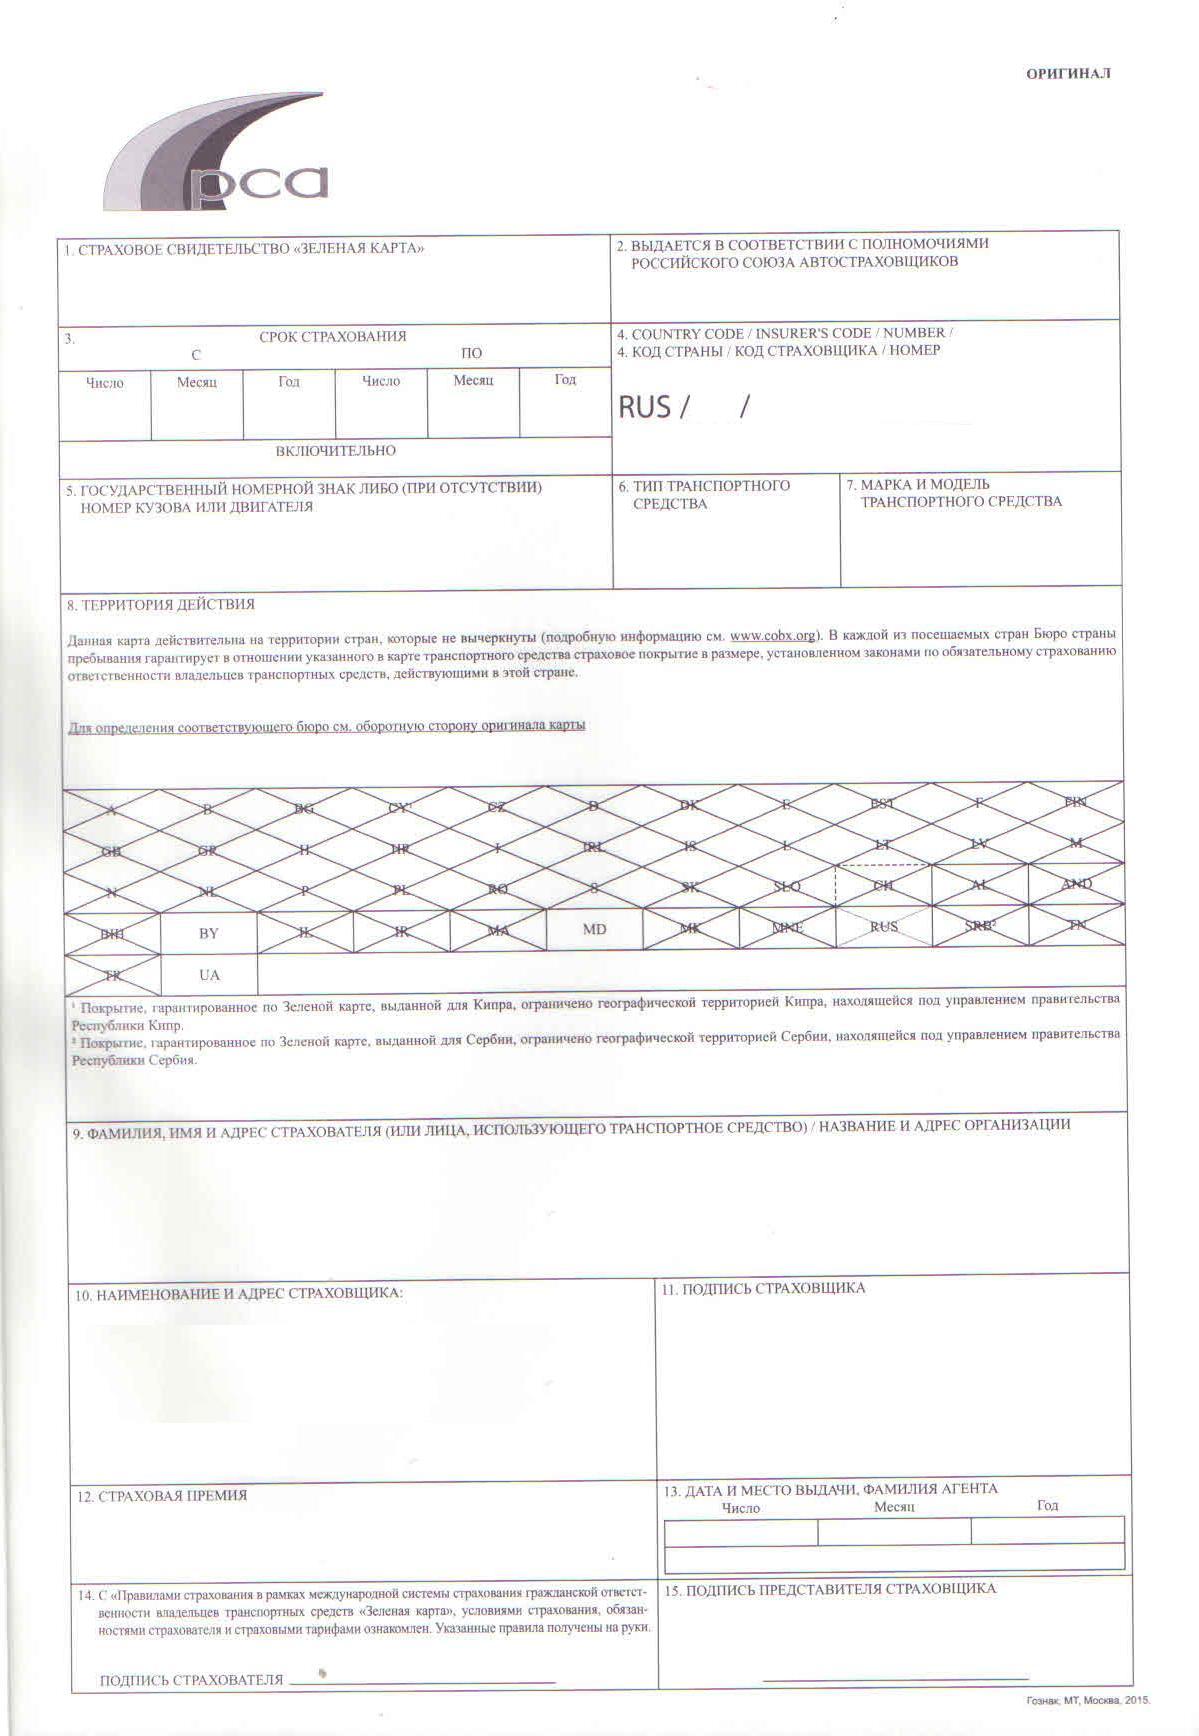 ОРИГИНАЛ
рса
1. СТРАХОВОЕ СВИДЕТЕЛЬСТВО «ЗЕЛЕНАЯ КАРТА»
2. ВЫДАЕТСЯ В СООТВЕТСТВИИ С ПОЛНОМОЧИЯМИ
РОССИЙСКОГО СОЮЗА АВТОСТРАХОВЩИКОВ
3. СРОК СТРАХОВАНИЯ
С ПО
Число Месяц Год Число Месяц Год
ВКЛЮЧИТЕЛЬНО
4. COUNTRY CODE / INSURER'S CODE / NUMBER /
4. КОД СТРАНЫ / КОД СТРАХОВЩИКА / НОМЕР
RUS / /
5. ГОСУДАРСТВЕННЫЙ НОМЕРНОЙ ЗНАК ЛИБО (ПРИ ОТСУТСТВИИ)
НОМЕР КУЗОВА ИЛИ ДВИГАТЕЛЯ
6. ТИП ТРАНСПОРТНОГО
СРЕДСТВА
7. МАРКА И МОДЕЛЬ
ТРАНСПОРТНОГО СРЕДСТВА
8. ТЕРРИТОРИЯ ДЕЙСТВИЯ
Данная карта действительна на территории стран, которые не вычеркнуты (подробную информацию см. www.cobx.org). В каждой из посещаемых стран Бюро страны
пребывания гарантирует в отношении указанного в карте транспортного средства страховое покрытие в размере, установленном законами по обязательному страхованию
ответственности владельцев транспортных средств, действующими в этой стране.
Для определения соответствующего бюро см. оборотную сторону оригинала карты
A B BG CY¹ CZ D DK E EST F FIN
GB GR H HR I IRL IS L LT LV M
N NL P PL RO S SK SLO CH AL AND
BIH BY IL IR MA MD MK MNE RUS SRB² TN
TR UA
¹ Покрытие, гарантированное по Зеленой карте, выданной для Кипра, ограничено географической территорией Кипра, находящейся под управлением правительства
Республики Кипр.
² Покрытие, гарантированное по Зеленой карте, выданной для Сербии, ограничено географической территорией Сербии, находящейся под управлением правительства
Республики Сербия.
9. ФАМИЛИЯ, ИМЯ И АДРЕС СТРАХОВАТЕЛЯ (ИЛИ ЛИЦА, ИСПОЛЬЗУЮЩЕГО ТРАНСПОРТНОЕ СРЕДСТВО) / НАЗВАНИЕ И АДРЕС ОРГАНИЗАЦИИ
10. НАИМЕНОВАНИЕ И АДРЕС СТРАХОВЩИКА:
11. ПОДПИСЬ СТРАХОВЩИКА
12. СТРАХОВАЯ ПРЕМИЯ
13. ДАТА И МЕСТО ВЫДАЧИ, ФАМИЛИЯ АГЕНТА
Число Месяц Год
14. С «Правилами страхования в рамках международной системы страхования гражданской ответст-
венности владельцев транспортных средств «Зеленая карта», условиями страхования, обязан-
ностями страхователя и страховыми тарифами ознакомлен. Указанные правила получены на руки.
ПОДПИСЬ СТРАХОВАТЕЛЯ
15. ПОДПИСЬ ПРЕДСТАВИТЕЛЯ СТРАХОВЩИКА
Гознак, МТ, Москва, 2015.